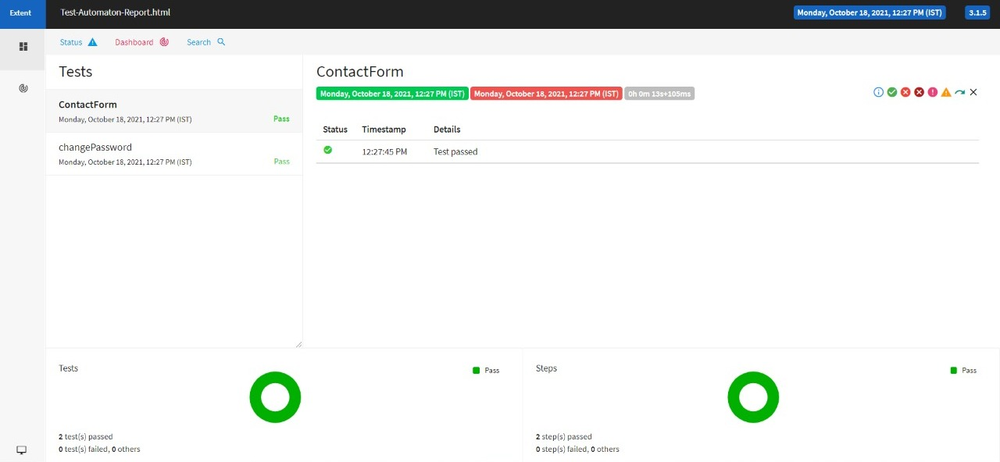 Extent
Test-Automaton-Report.html
Monday, October 18, 2021, 12:27 PM (IST)
3.1.5
Status
Dashboard
Search
Tests
ContactForm
Monday, October 18, 2021, 12:27 PM (IST)
Pass
changePassword
Monday, October 18, 2021, 12:27 PM (IST)
Pass
ContactForm
Monday, October 18, 2021, 12:27 PM (IST) Monday, October 18, 2021, 12:27 PM (IST) 0h 0m 13s+105ms
Status Timestamp Details
12:27:45 PM Test passed
Tests
Pass
2 test(s) passed
0 test(s) failed, 0 others
Steps
Pass
2 step(s) passed
0 step(s) failed, 0 others